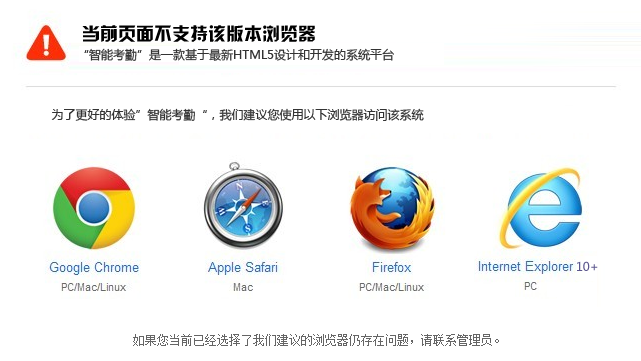 当前页面不支持该版本浏览器
“智能考勤”是一款基于最新HTML5设计和开发的系统平台
为了更好的体验”智能考勤“，我们建议您使用以下浏览器访问该系统
Google Chrome
PC/Mac/Linux
Apple Safari
Mac
Firefox
PC/Mac/Linux
Internet Explorer 10+
PC
如果您当前已经选择了我们建议的浏览器仍存在问题，请联系管理员。